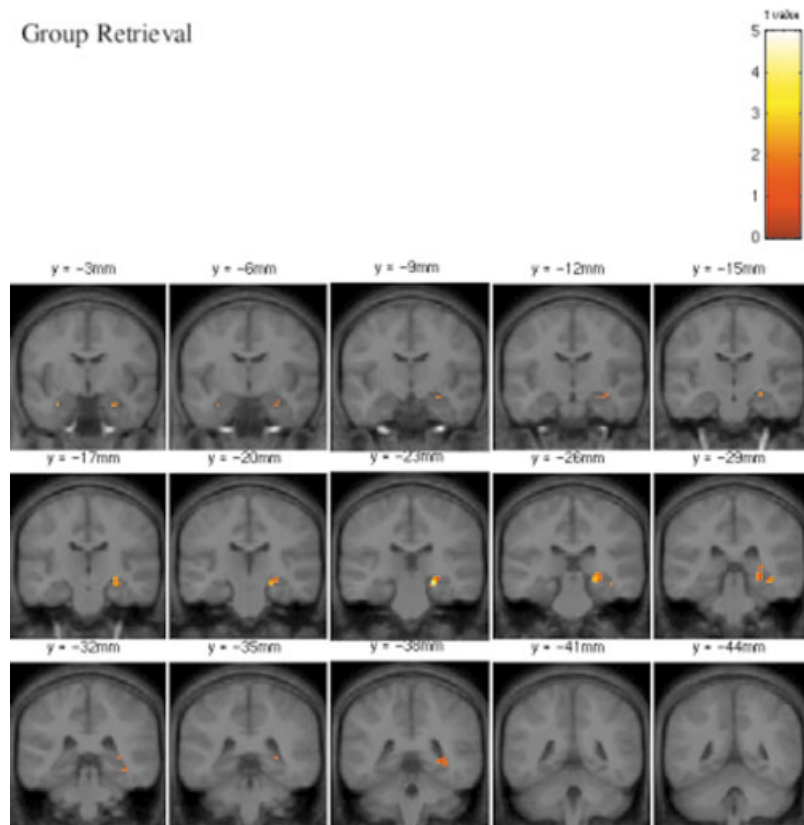 t value
Group Retrieval
5
4
3
2
1
0
y = -3mm
y = -6mm
y = -9mm
y = -12mm
y = -15mm
y = -17mm
y = -20mm
y = -23mm
y = -26mm
y = -29mm
y = -32mm
y = -35mm
y = -38mm
y = -41mm
y = -44mm